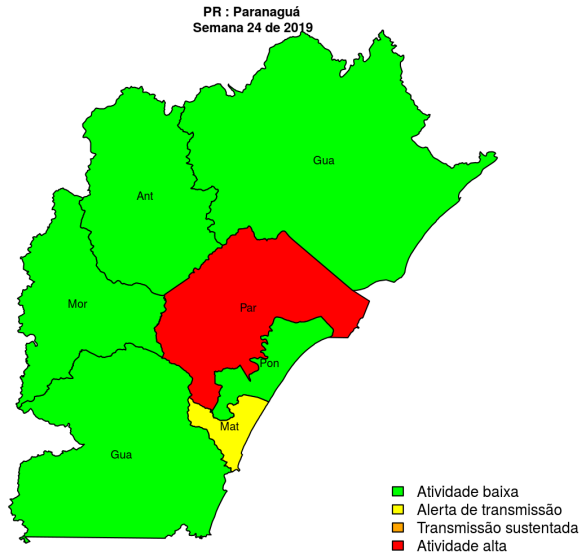 PR : Paranaguá
Semana 24 de 2019
Gua
Ant
Mor
Par
Pon
Mat
Gua
Atividade baixa
Alerta de transmissão
Transmissão sustentada
Atividade alta